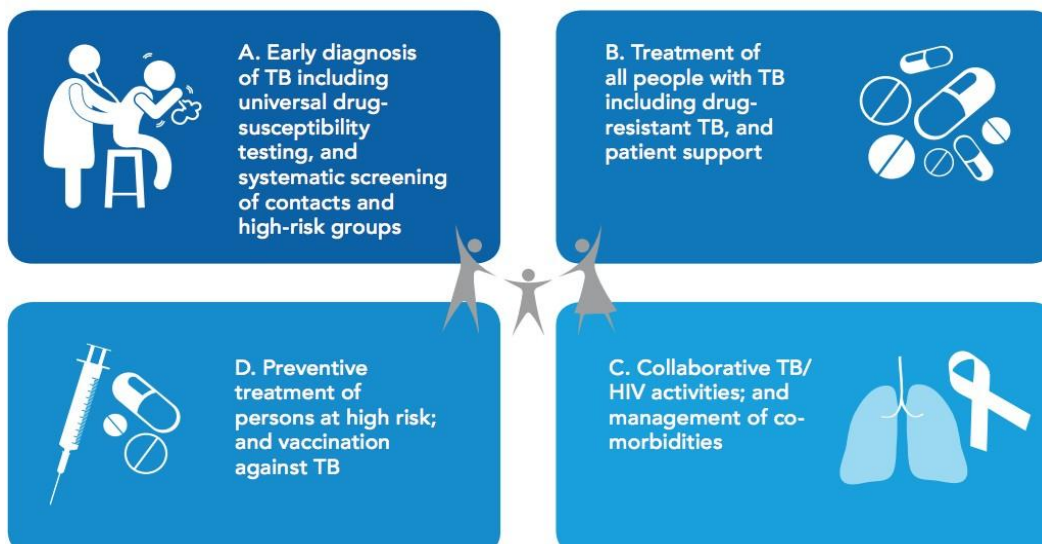 A. Early diagnosis
of TB including
universal drug-
susceptibility
testing, and
systematic screening
of contacts and
high-risk groups
B. Treatment of
all people with TB
including drug-
resistant TB, and
patient support
D. Preventive
treatment of
persons at high risk;
and vaccination
against TB
C. Collaborative TB/
HIV activities; and
management of co-
morbidities